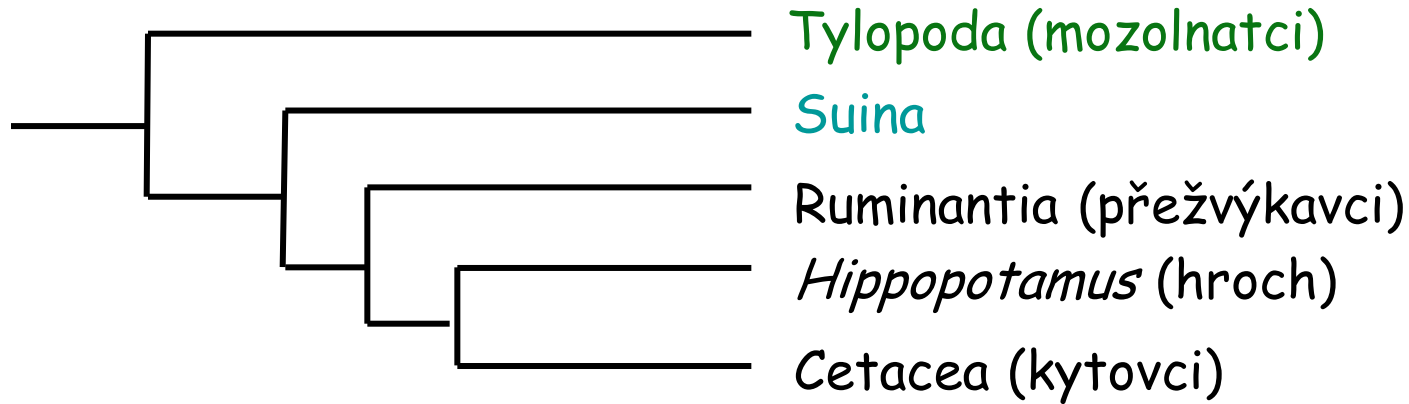 Tylopoda (mozolnatci)
Suina
Ruminantia (přežvýkavci)
Hippopotamus (hroch)
Cetacea (kytovci)